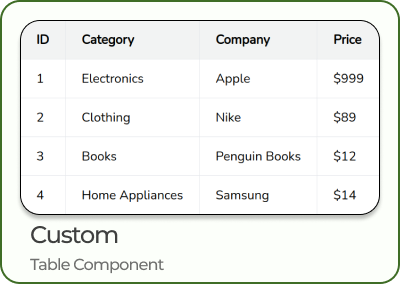 ID Category Company Price
1 Electronics Apple $999
2 Clothing Nike $89
3 Books Penguin Books $12
4 Home Appliances Samsung $14
Custom
Table Component